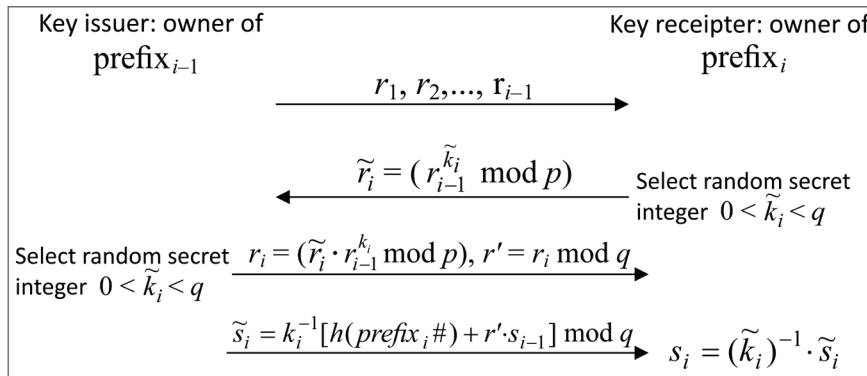 Key issuer: owner of
prefix_{i–1}
Key receipter: owner of
prefix_i
r_1, r_2,..., r_{i–1}
r̃_i = ( r_{i–1}^{k̃_i} mod p)
Select random secret
integer 0 < k̃_i < q
Select random secret
integer 0 < k̃_i < q
r_i = (r̃_i · r_{i–1}^{k_i} mod p), r′ = r_i mod q
s̃_i = k_i^{–1}[h(prefix_i#) + r′·s_{i–1}] mod q
s_i = (k̃_i)^{–1} · s̃_i